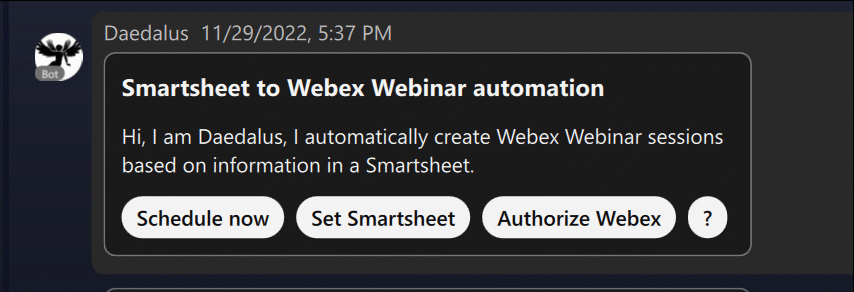 Daedalus 11/29/2022, 5:37 PM
Bot
Smartsheet to Webex Webinar automation
Hi, I am Daedalus, I automatically create Webex Webinar sessions
based on information in a Smartsheet.
Schedule now Set Smartsheet Authorize Webex ?